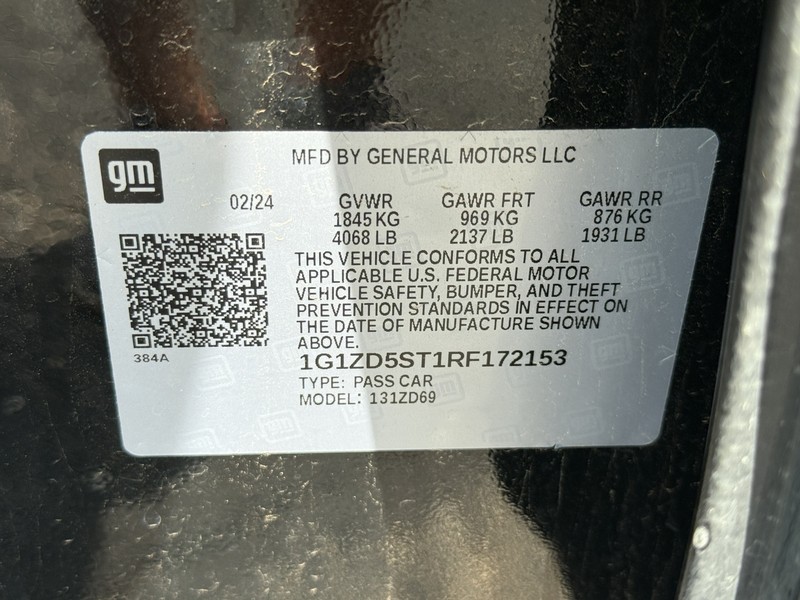 gm
MFD BY GENERAL MOTORS LLC
02/24 GVWR GAWR FRT GAWR RR
1845 KG 969 KG 876 KG
4068 LB 2137 LB 1931 LB
THIS VEHICLE CONFORMS TO ALL
APPLICABLE U.S. FEDERAL MOTOR
VEHICLE SAFETY, BUMPER, AND THEFT
PREVENTION STANDARDS IN EFFECT ON
THE DATE OF MANUFACTURE SHOWN
ABOVE.
384A
1G1ZD5ST1RF172153
TYPE: PASS CAR
MODEL: 131ZD69